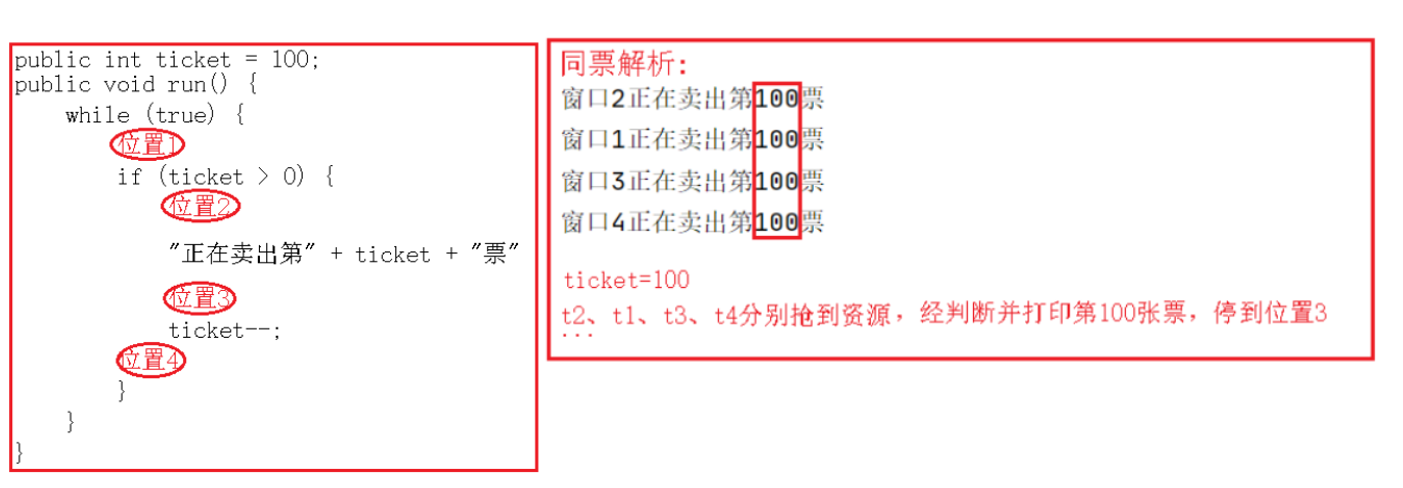 public int ticket = 100;
public void run() {
while (true) {
位置1
if (ticket > 0) {
位置2
"正在卖出第" + ticket + "票"
位置3
ticket--;
位置4
}
}
}
同票解析:
窗口2正在卖出第100票
窗口1正在卖出第100票
窗口3正在卖出第100票
窗口4正在卖出第100票
ticket=100
t2、t1、t3、t4分别抢到资源，经判断并打印第100张票，停到位置3
...